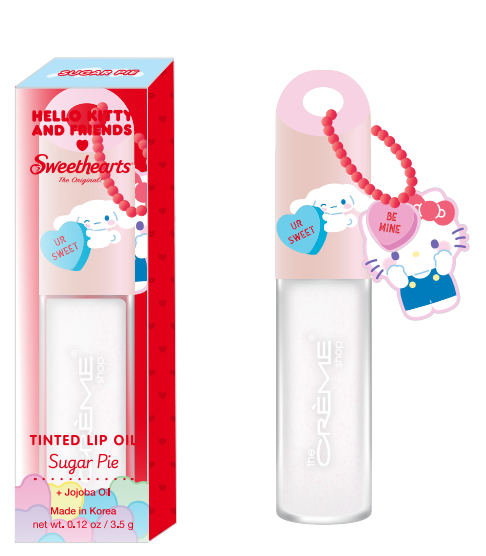 SUGAR PIE
HELLO KITTY
AND FRIENDS
Sweethearts
The Original!
UR
SWEET
the
CRÈME
shop
TINTED LIP OIL
Sugar Pie
+ Jojoba Oil
Made in Korea
net wt. 0.12 oz / 3.5 g
UR
SWEET
BE
MINE
the
CRÈME
shop